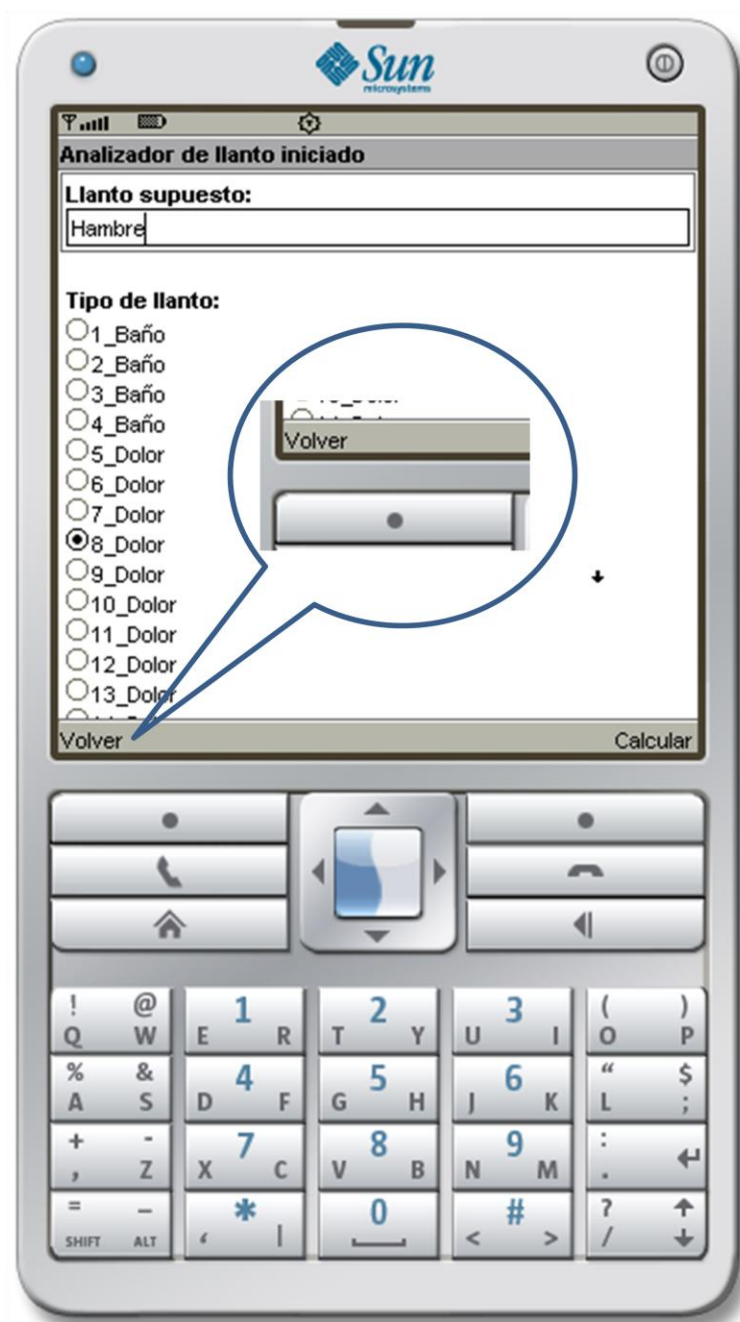 Sun
microsystems
Analizador de llanto iniciado
Llanto supuesto:
Hambre
Tipo de llanto:
1_Baño
2_Baño
3_Baño
4_Baño
5_Dolor
6_Dolor
7_Dolor
8_Dolor
9_Dolor
10_Dolor
11_Dolor
12_Dolor
13_Dolor
Volver
Volver Calcular
! @ 1 2 3 ( )
Q W E R T Y U I O P
% & 4 5 6 “ $
A S D F G H J K L ;
+ - 7 8 9 :
, Z X C V B N M .
= – * 0 # ?
SHIFT ALT ‘ | < > /